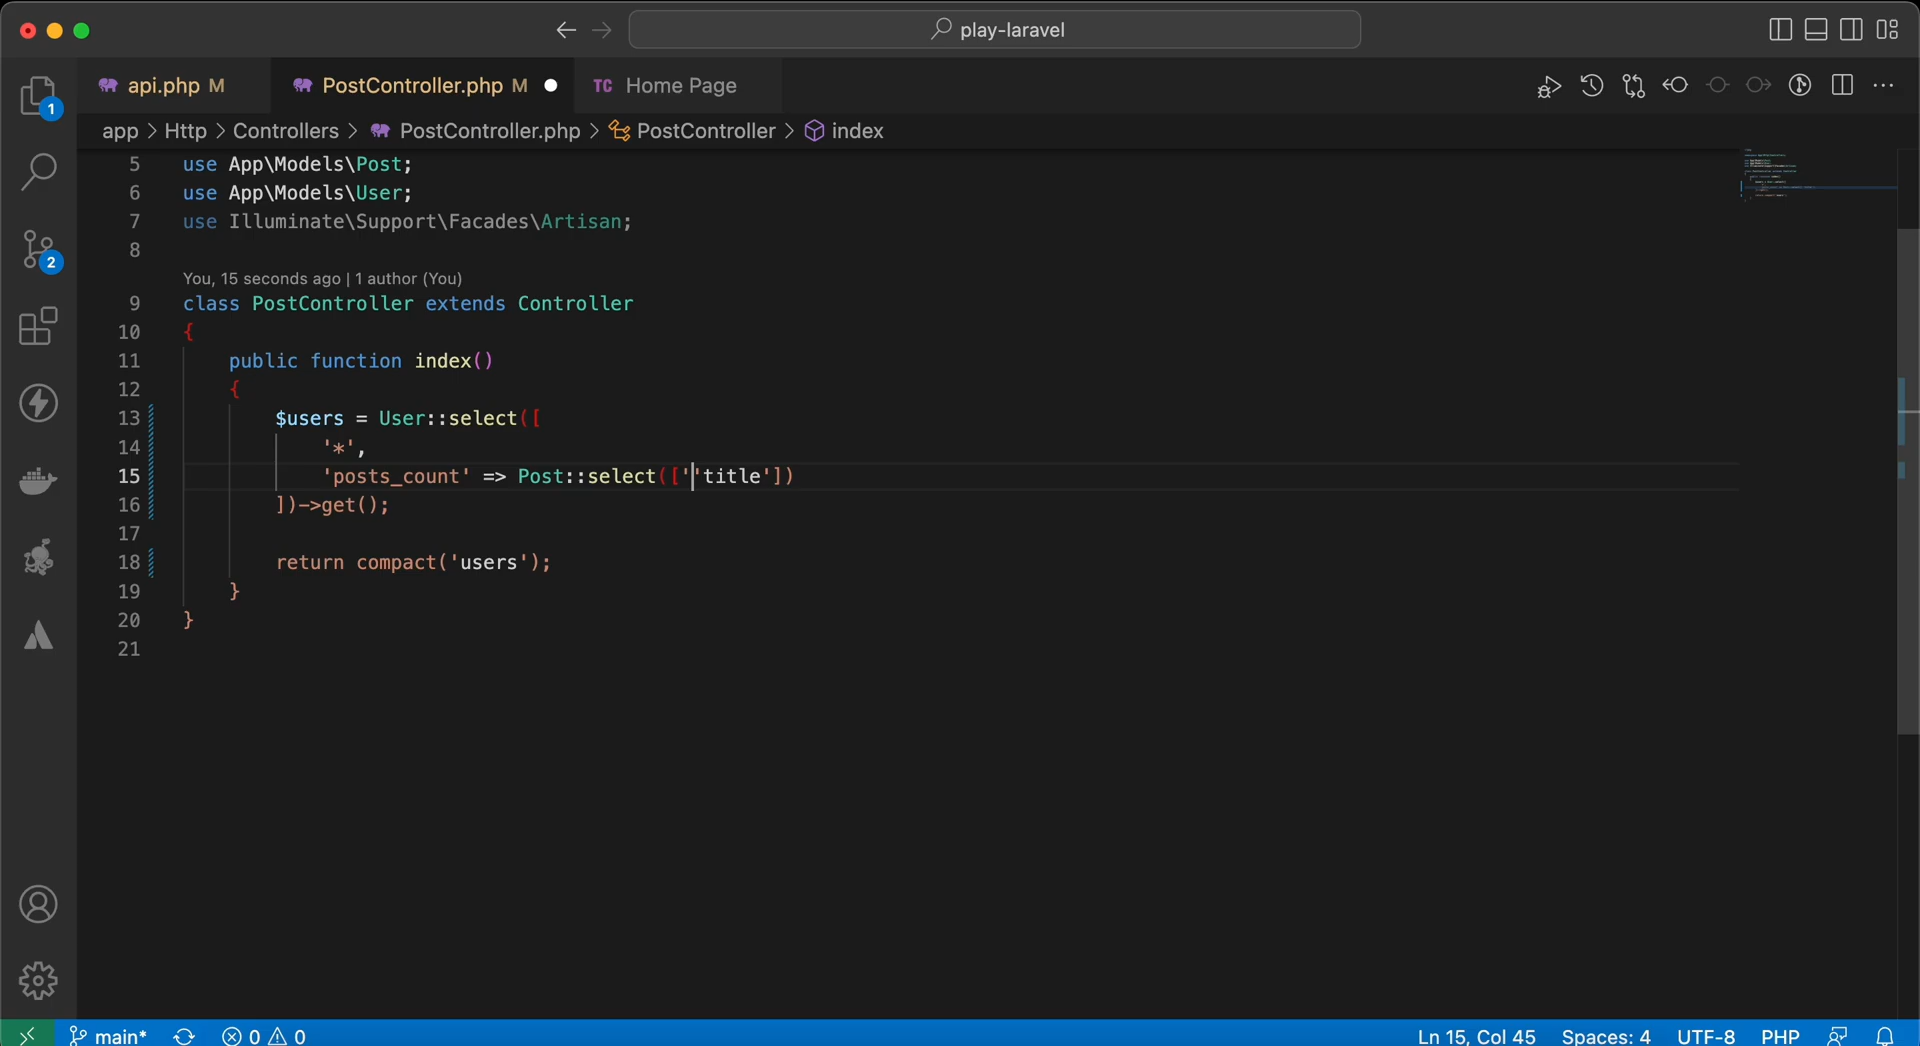 play-laravel
api.php M
PostController.php M
TC Home Page
app > Http > Controllers > PostController.php > PostController > index
1
2
5 use App\Models\Post;
6 use App\Models\User;
7 use Illuminate\Support\Facades\Artisan;
8
You, 15 seconds ago | 1 author (You)
9 class PostController extends Controller
10 {
11 public function index()
12 {
13 $users = User::select([
14 '*',
15 'posts_count' => Post::select([''title'])
16 ])->get();
17
18 return compact('users');
19 }
20 }
21
main* 0 0 Ln 15, Col 45 Spaces: 4 UTF-8 PHP